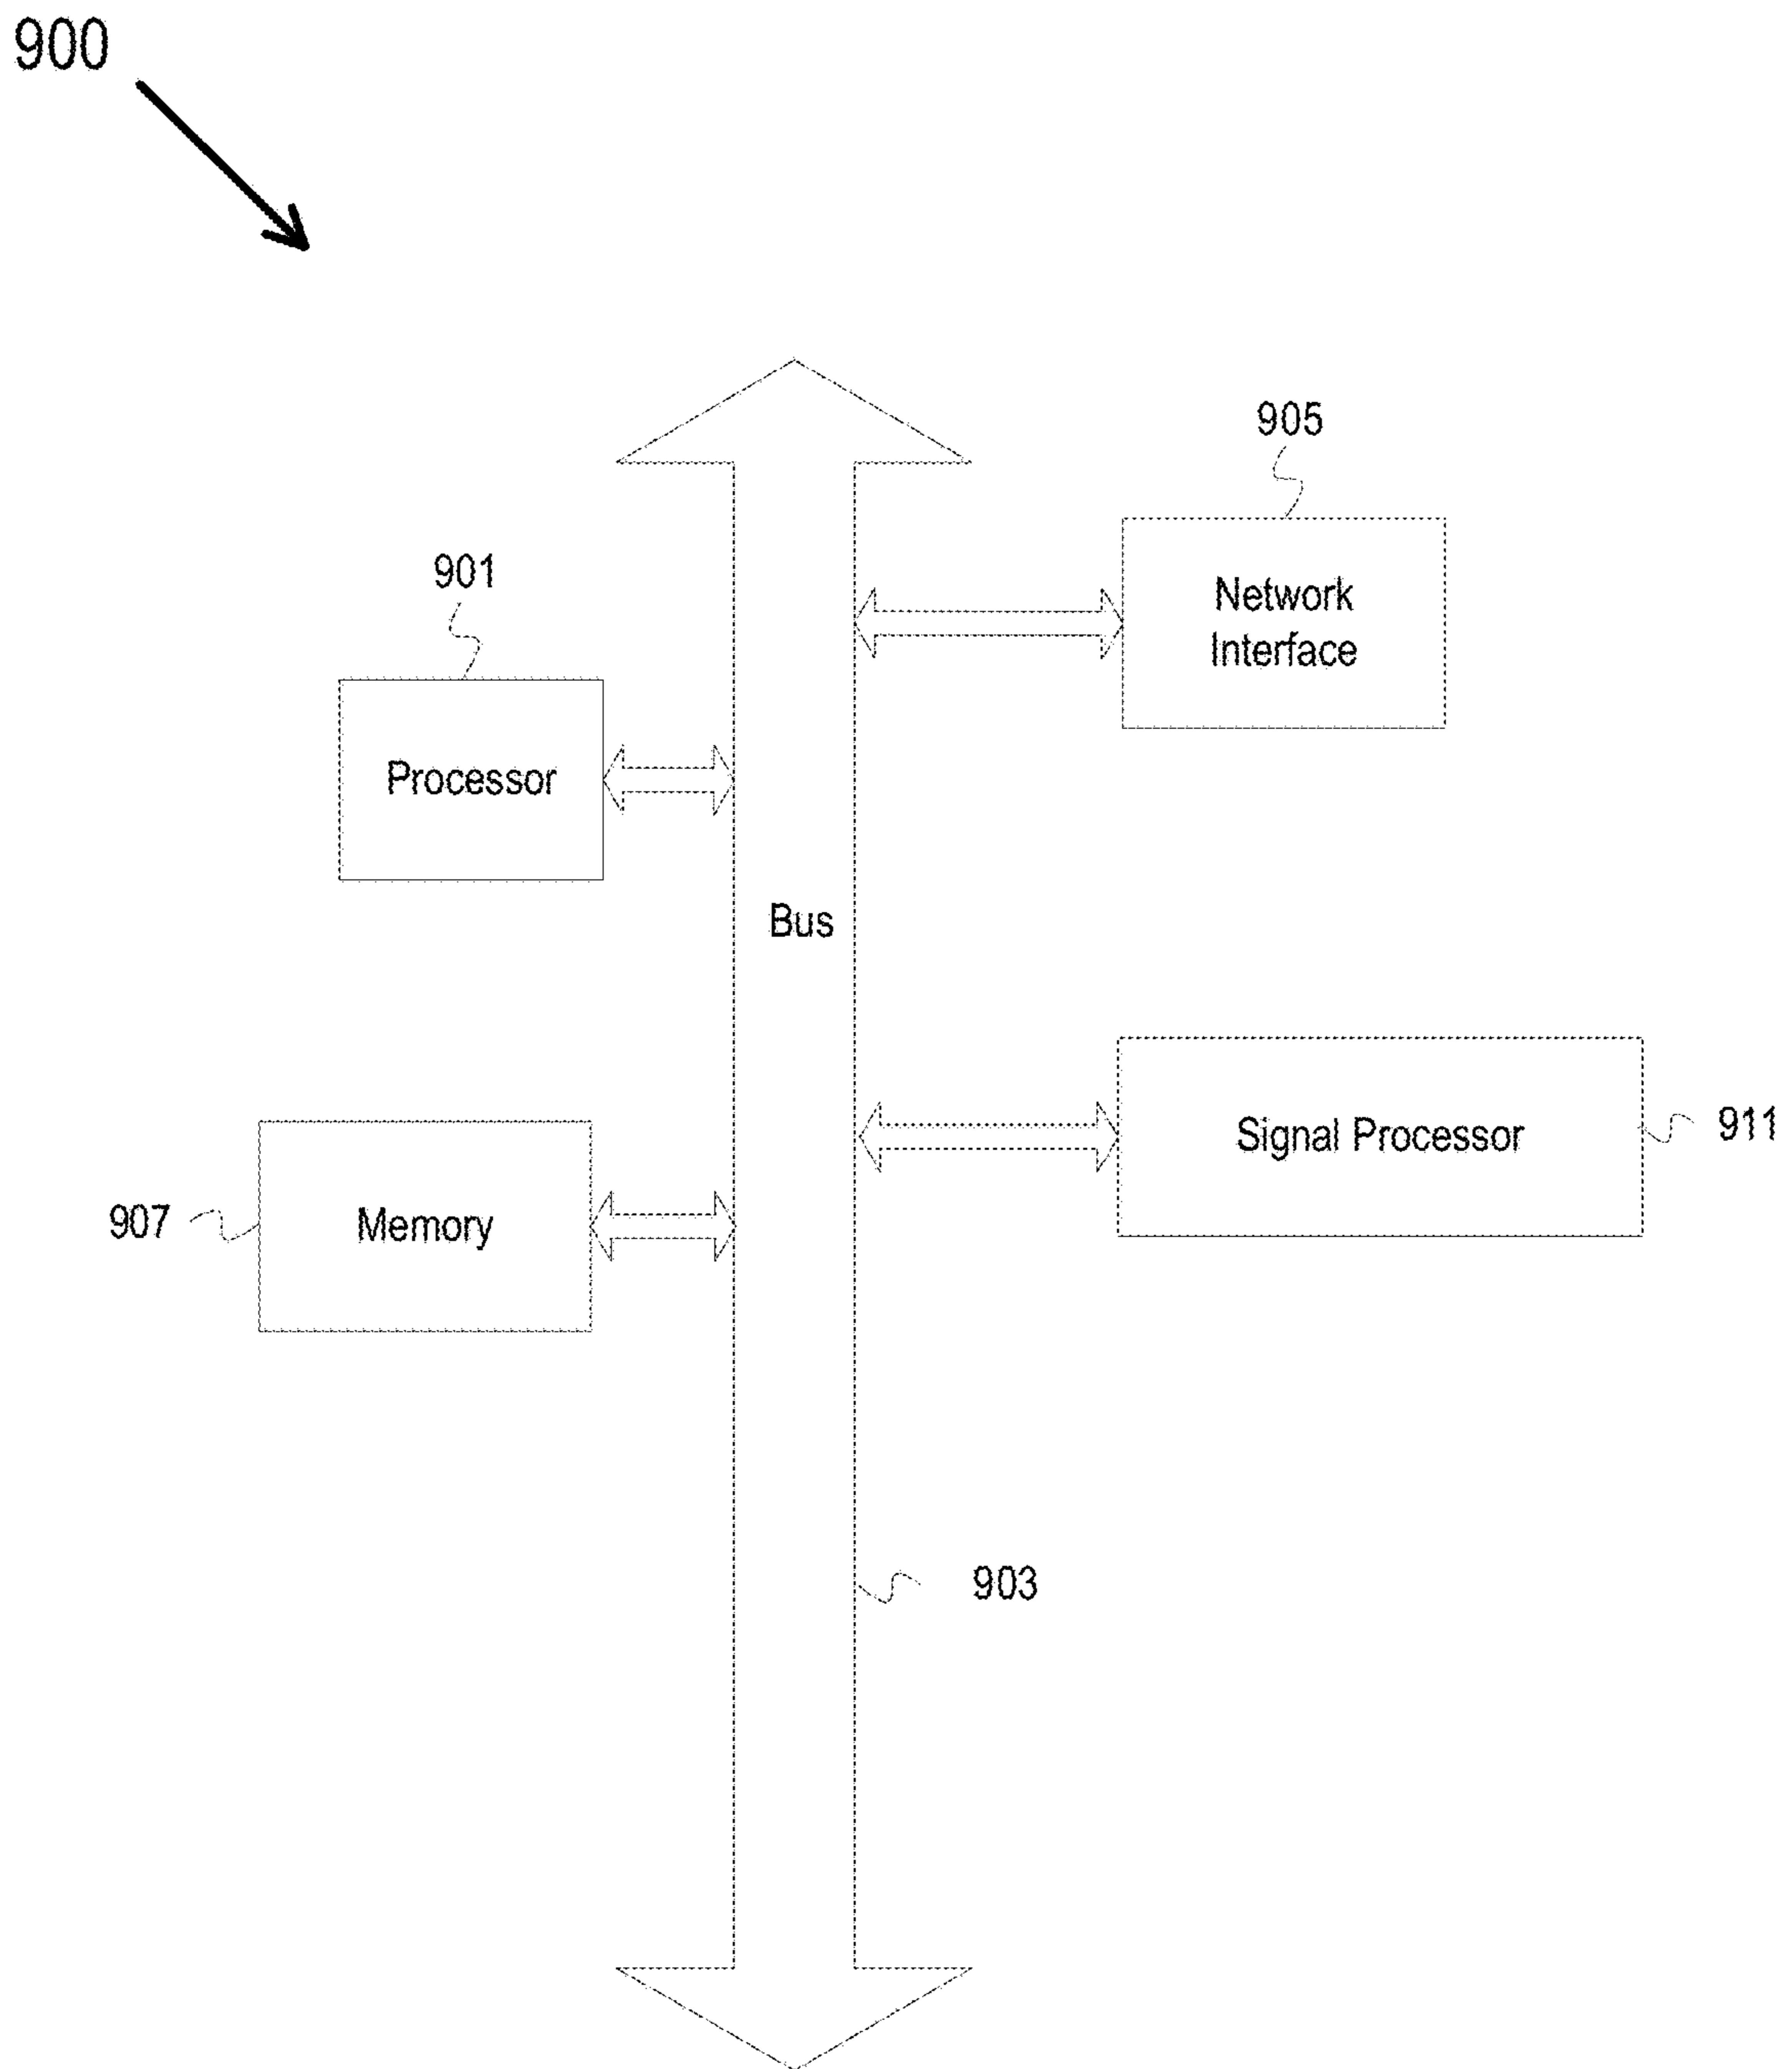 900
905
901
Network
Interface
Processor
Bus
Signal Processor
911
907
Memory
903